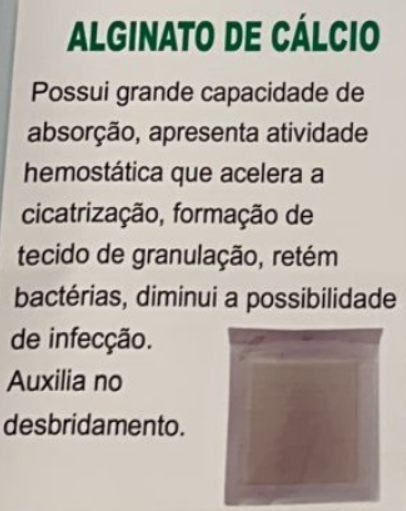 ALGINATO DE CÁLCIO
Possui grande capacidade de
absorção, apresenta atividade
hemostática que acelera a
cicatrização, formação de
tecido de granulação, retém
bactérias, diminui a possibilidade
de infecção.
Auxilia no
desbridamento.